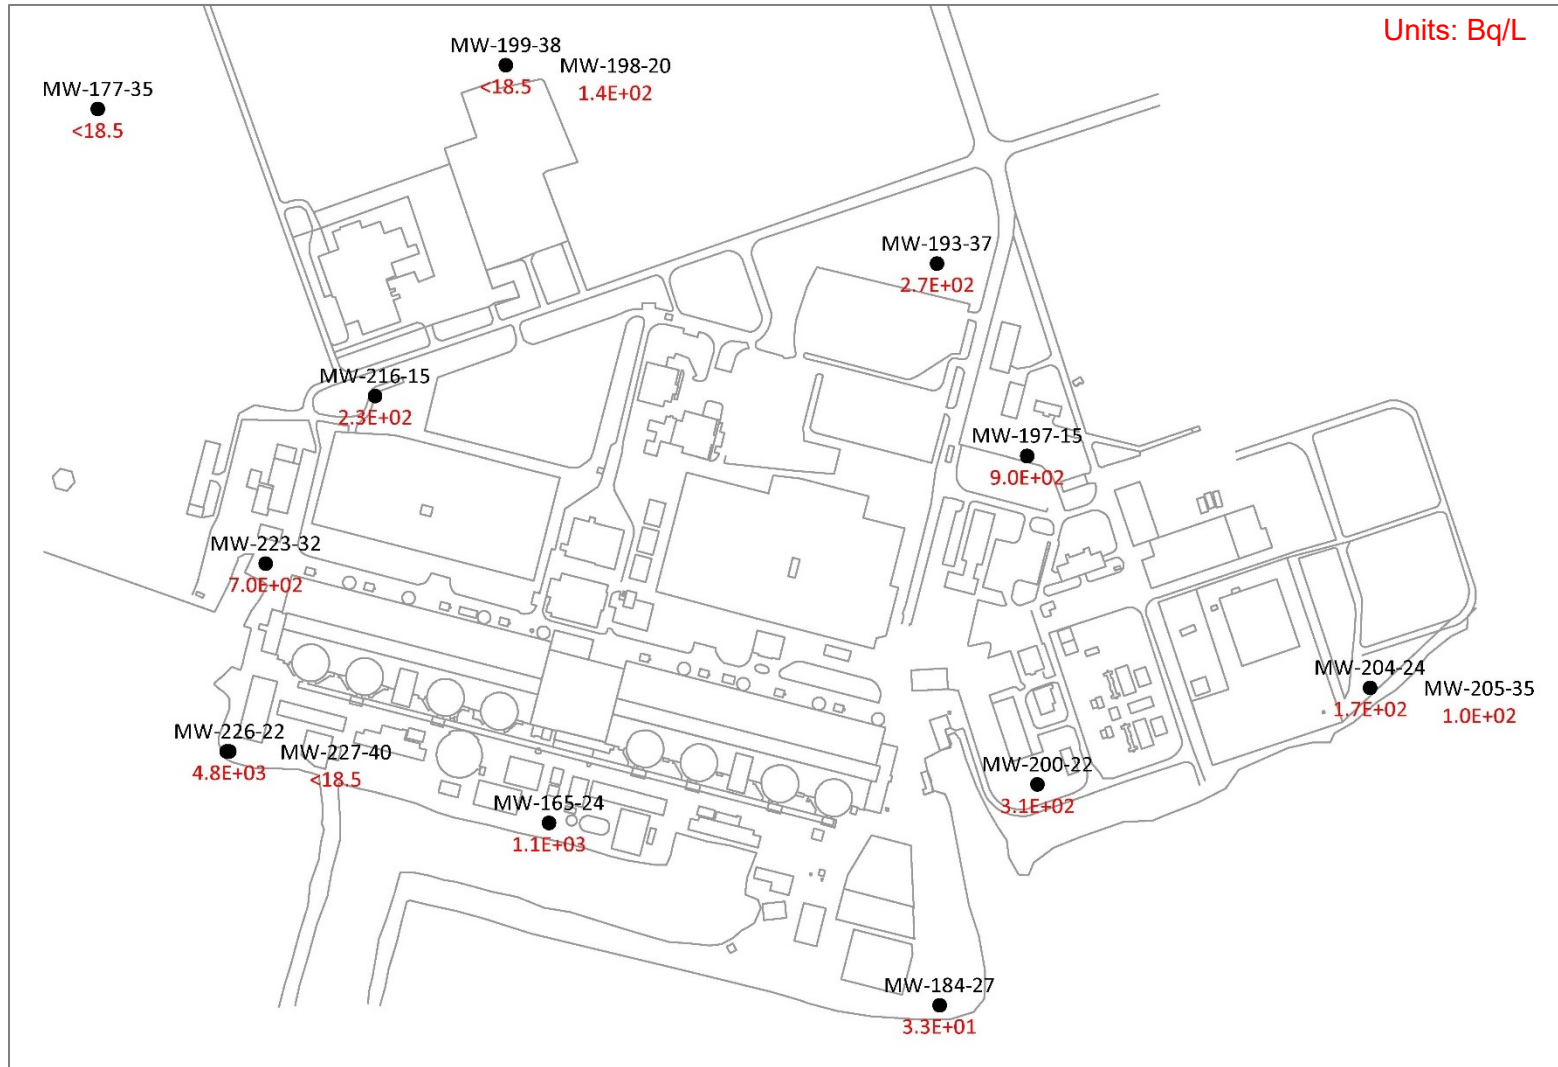 Units: Bq/L
MW-199-38
<18.5
MW-198-20
1.4E+02
MW-177-35
<18.5
MW-193-37
2.7E+02
MW-216-15
2.3E+02
MW-197-15
9.0E+02
MW-223-32
7.0E+02
MW-204-24
1.7E+02
MW-205-35
1.0E+02
MW-226-22
4.8E+03
MW-227-40
<18.5
MW-200-22
3.1E+02
MW-165-24
1.1E+03
MW-184-27
3.3E+01